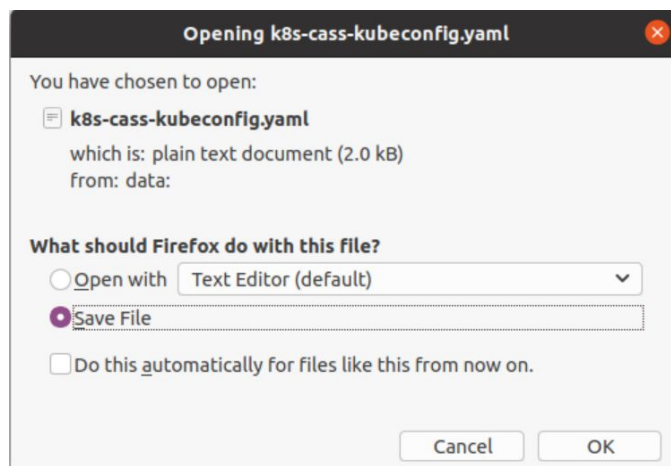 Opening k8s-cass-kubeconfig.yaml
You have chosen to open:
k8s-cass-kubeconfig.yaml
which is: plain text document (2.0 kB)
from: data:
What should Firefox do with this file?
Open with Text Editor (default)
Save File
Do this automatically for files like this from now on.
Cancel OK